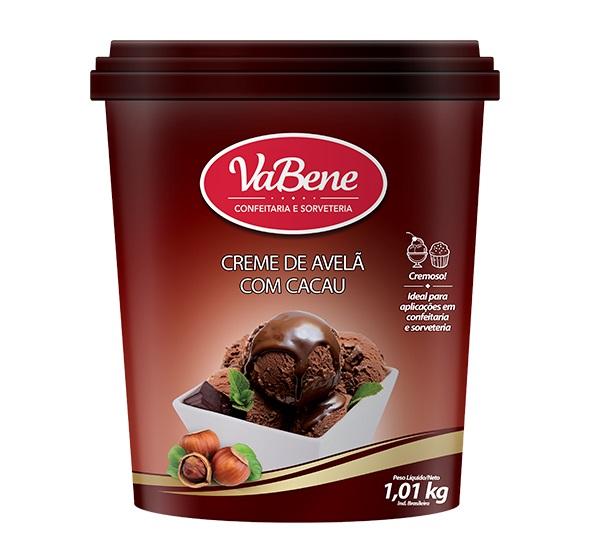 VaBene
CONFEITARIA E SORVETERIA
CREME DE AVELÃ
COM CACAU
Cremoso!
Ideal para
aplicações em
confeitaria
e sorveteria
Peso Líquido/Neto
1,01 kg
Ind. Brasileira